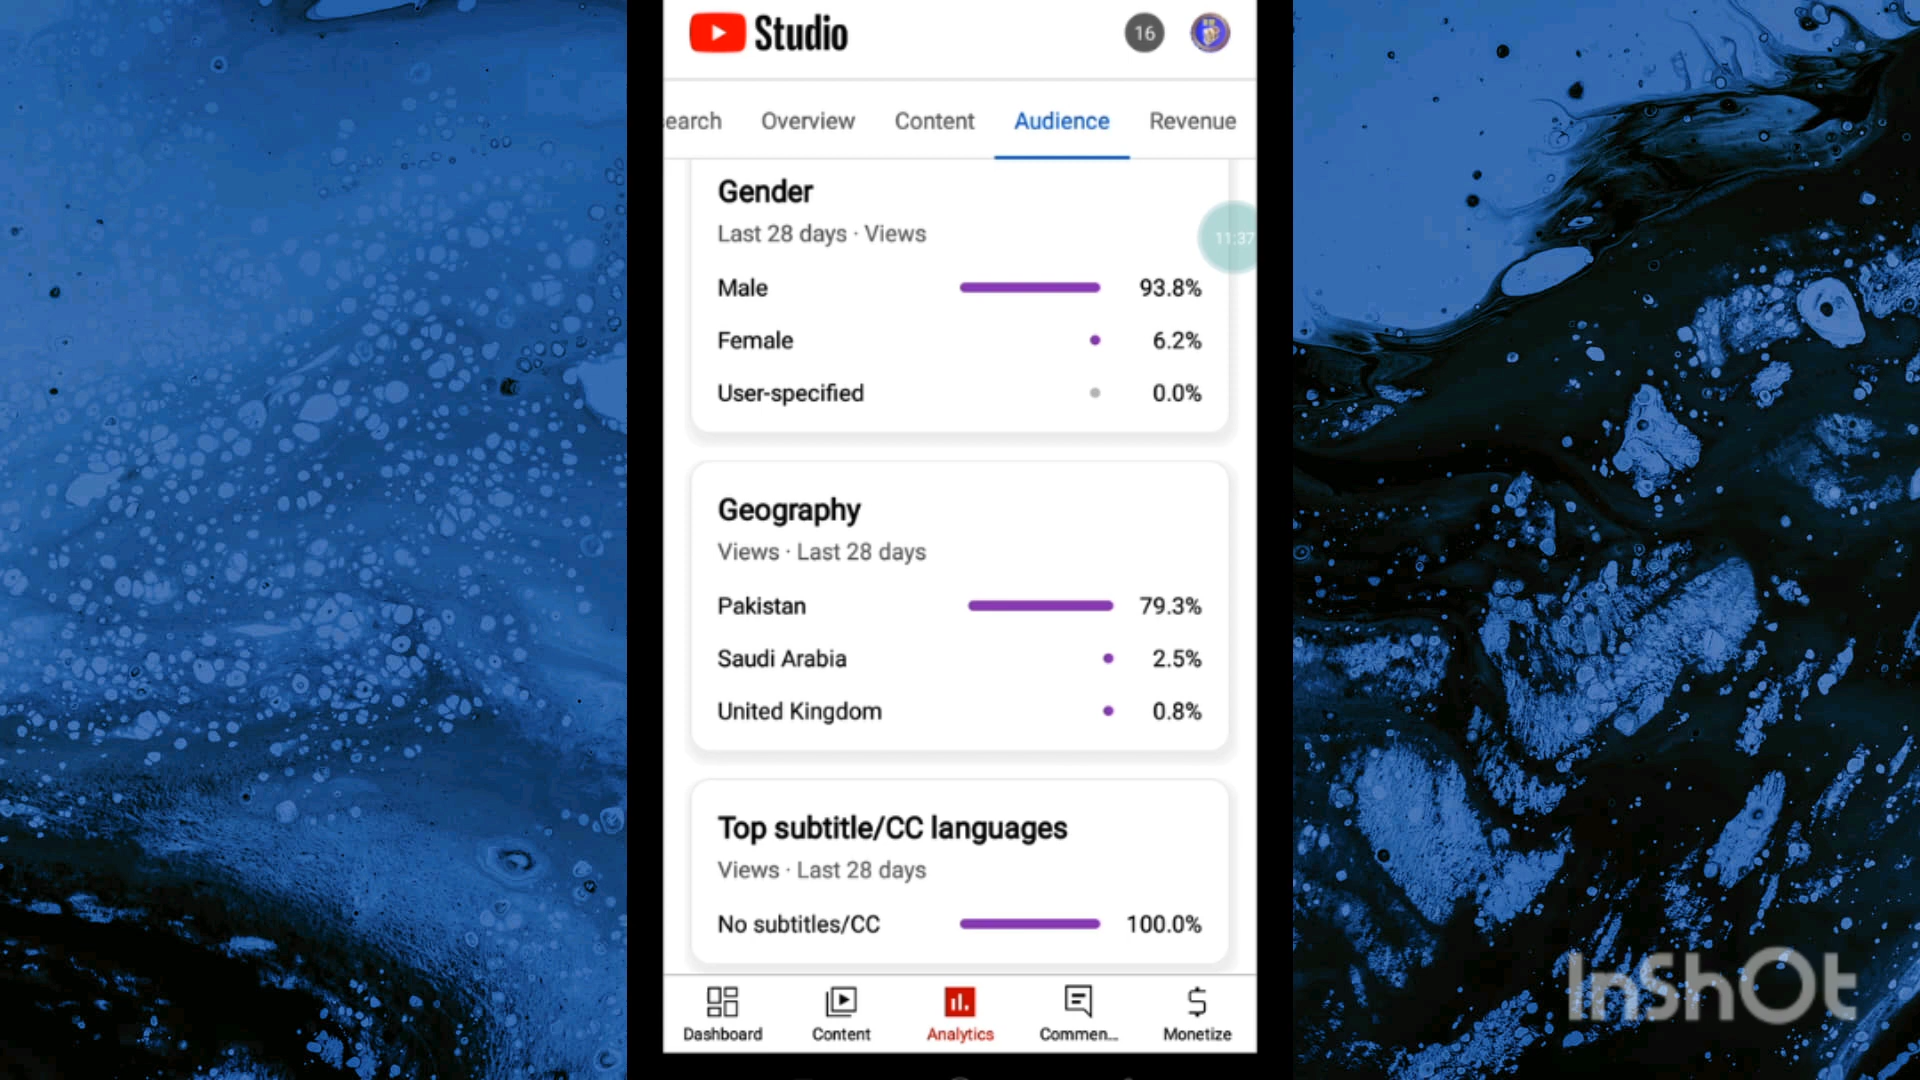 Studio
16
earch Overview Content Audience Revenue
Gender
Last 28 days · Views
11:37
Male 93.8%
Female 6.2%
User-specified 0.0%
Geography
Views · Last 28 days
Pakistan 79.3%
Saudi Arabia 2.5%
United Kingdom 0.8%
Top subtitle/CC languages
Views · Last 28 days
No subtitles/CC 100.0%
Dashboard Content Analytics Commen... Monetize
InShOt